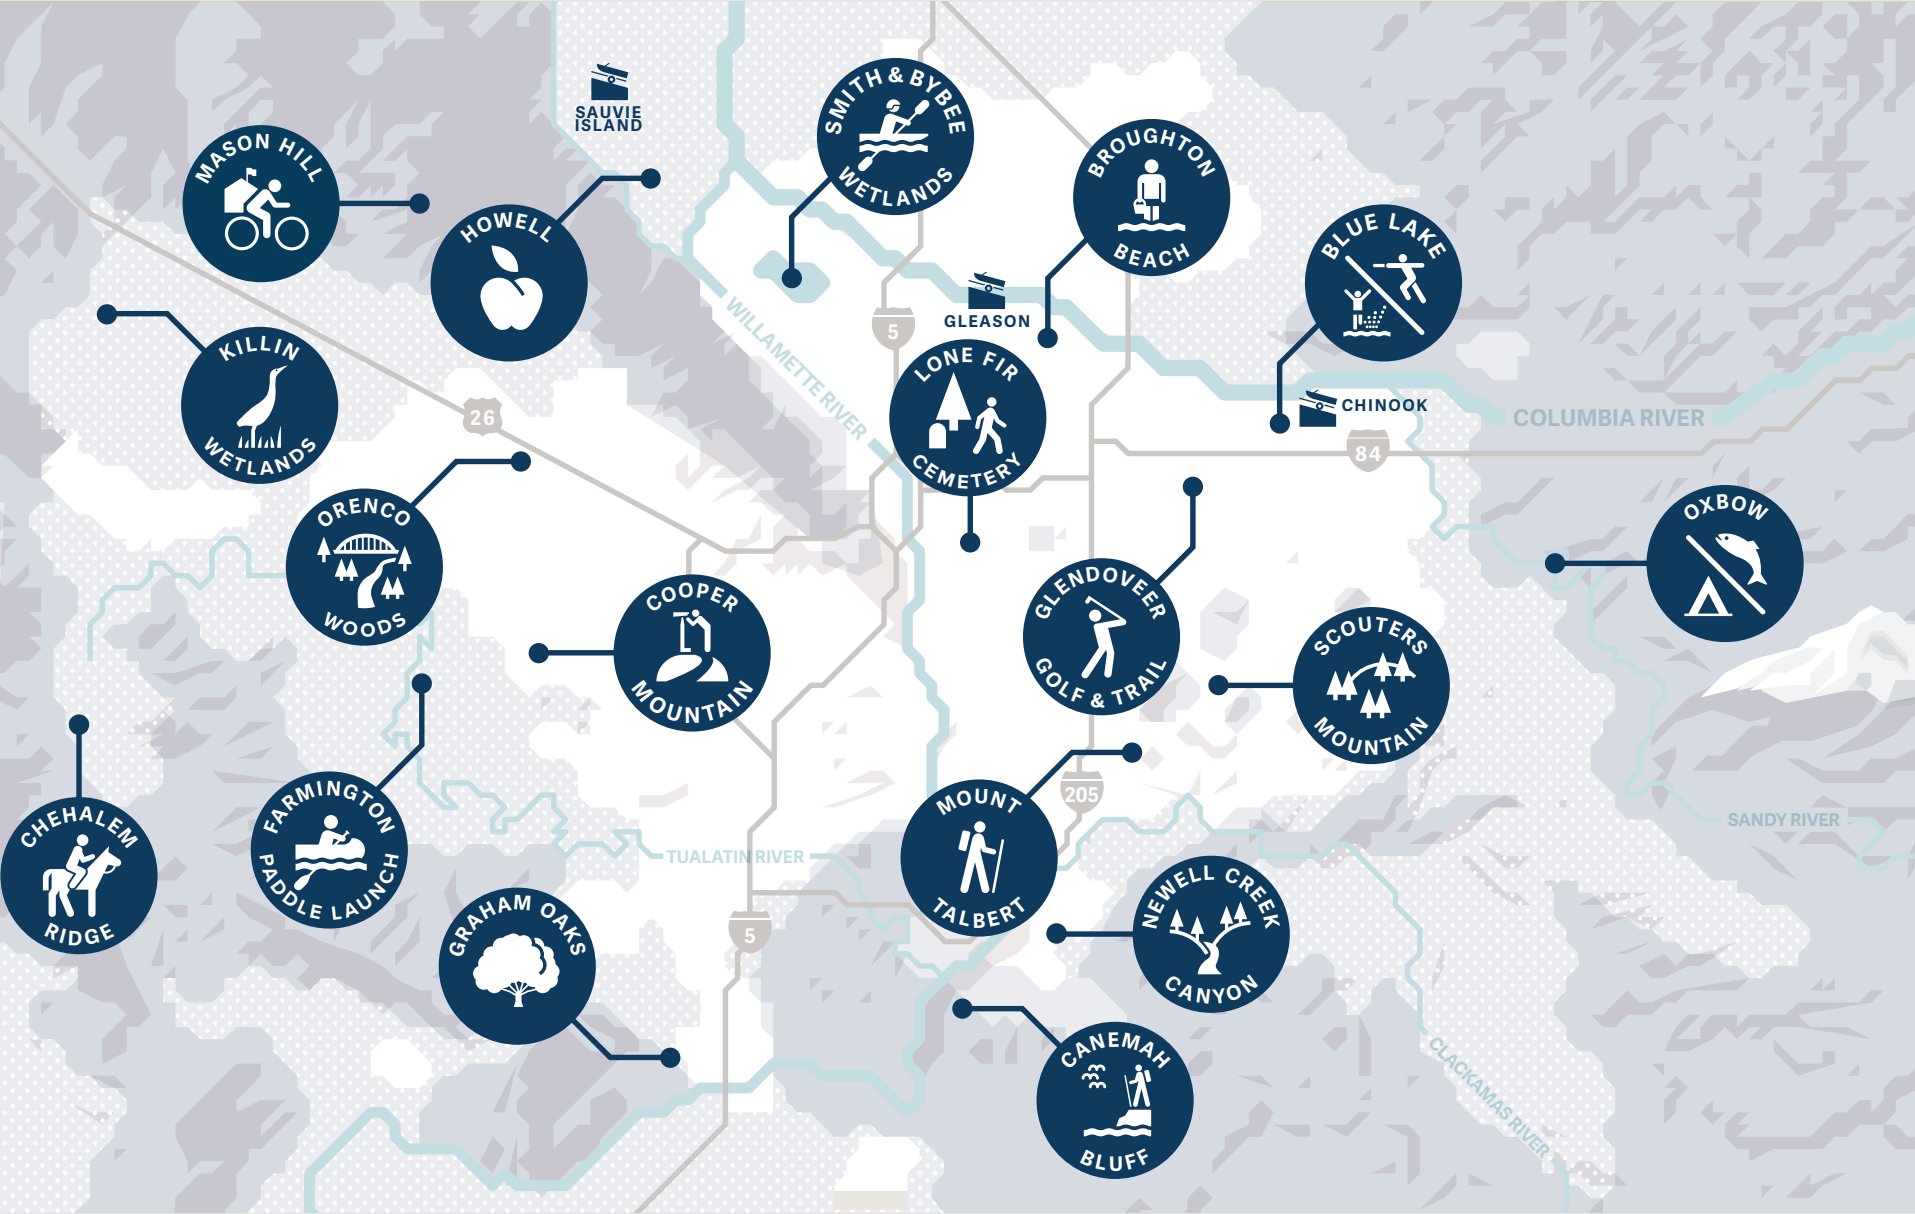 SAUVIE
ISLAND
SMITH & BYBEE
WETLANDS
MASON HILL
BROUGHTON
BEACH
HOWELL
BLUE LAKE
WILLAMETTE RIVER
GLEASON
5
KILLIN
WETLANDS
LONE FIR
CEMETERY
26
CHINOOK
COLUMBIA RIVER
84
ORENCO
WOODS
OXBOW
COOPER
MOUNTAIN
GLENDOVEER
GOLF & TRAIL
SCOUTERS
MOUNTAIN
CHEHALEM
RIDGE
FARMINGTON
PADDLE LAUNCH
MOUNT
TALBERT
205
SANDY RIVER
TUALATIN RIVER
GRAHAM OAKS
5
NEWELL CREEK
CANYON
CANEMAH
BLUFF
CLACKAMAS RIVER